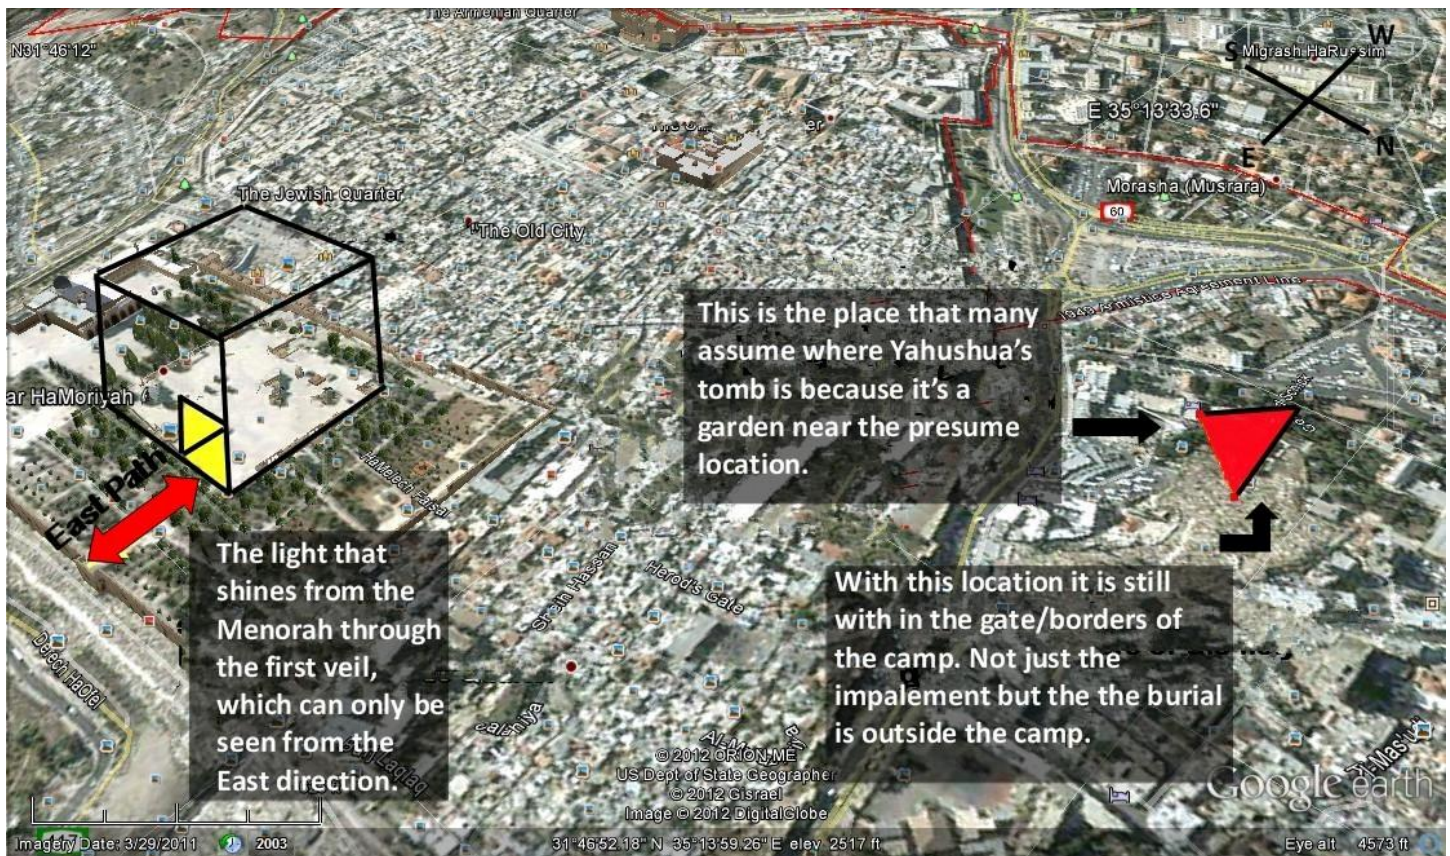 The Armenian Quarter
N31°46'12"
S
W
Migrash HaRussim
E 35°13'33.6"
E
N
Morasha (Musrara)
60
The Jewish Quarter
"The Old City
1949 Armistice Agreement Line
This is the place that many
assume where Yahushua's
tomb is because it's a
garden near the presume
location.
ar HaMoriyah
East Path
HaMelech Faisal
The light that
shines from the
Menorah through
the first veil,
which can only be
seen from the
East direction.
Sheih Hassan
Herod's Gate
With this location it is still
with in the gate/borders of
the camp. Not just the
impalement but the the burial
is outside the camp.
Derech HaOfel
© 2012 ORION-ME
US Dept of State Geographer
© 2012 Gisrael
Image © 2012 DigitalGlobe
Google earth
417
Imagery Date: 3/29/2011
2003
31°46'52.18" N 35°13'59.26" E elev 2517 ft
Eye alt 4573 ft